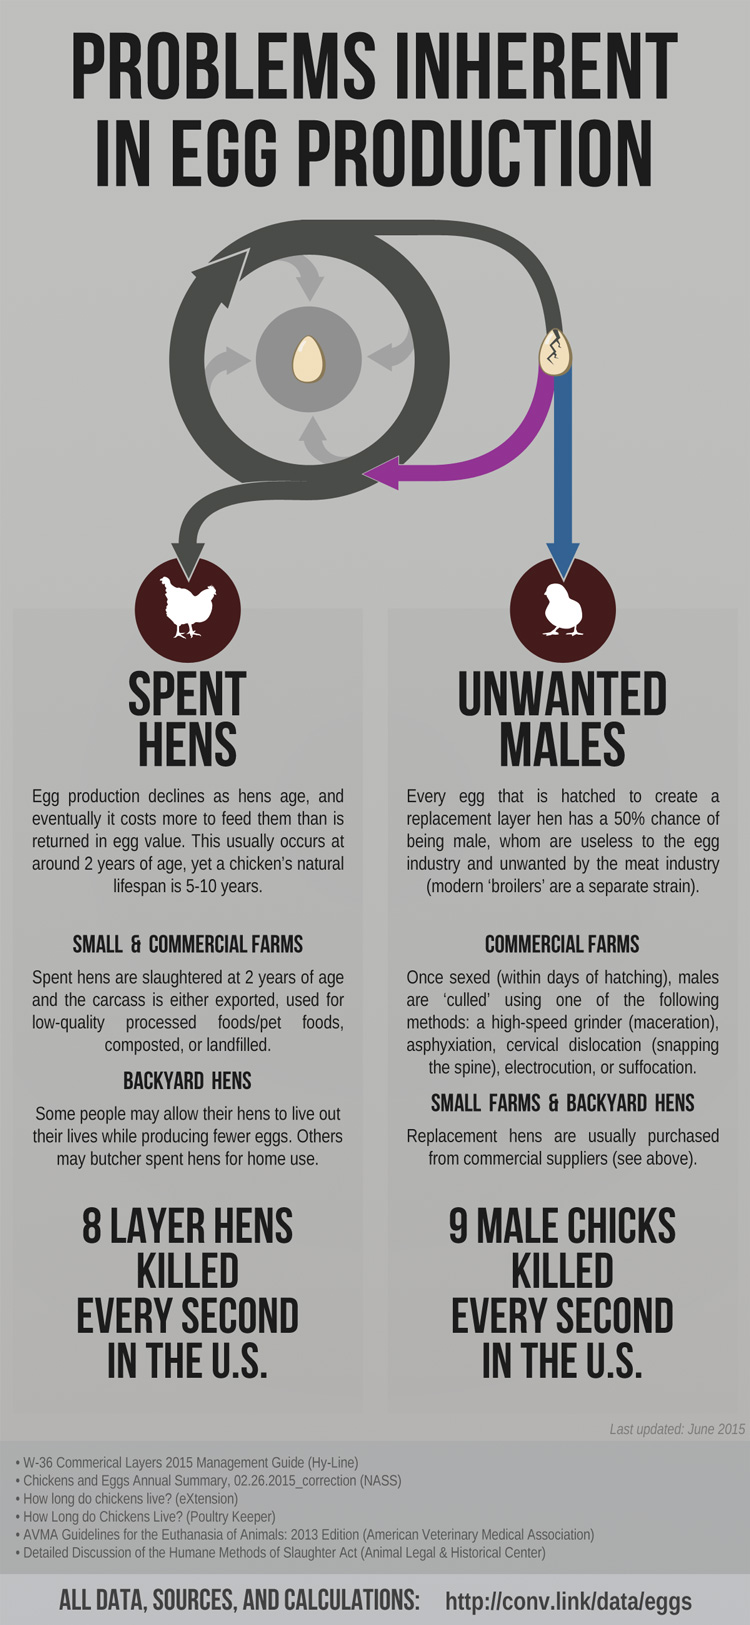 PROBLEMS INHERENT
IN EGG PRODUCTION
SPENT
HENS
Egg production declines as hens age, and
eventually it costs more to feed them than is
returned in egg value. This usually occurs at
around 2 years of age, yet a chicken's natural
lifespan is 5-10 years.
SMALL & COMMERCIAL FARMS
Spent hens are slaughtered at 2 years of age
and the carcass is either exported, used for
low-quality processed foods/pet foods,
composted, or landfilled.
BACKYARD HENS
Some people may allow their hens to live out
their lives while producing fewer eggs. Others
may butcher spent hens for home use.
8 LAYER HENS
KILLED
EVERY SECOND
IN THE U.S.
UNWANTED
MALES
Every egg that is hatched to create a
replacement layer hen has a 50% chance of
being male, whom are useless to the egg
industry and unwanted by the meat industry
(modern 'broilers' are a separate strain).
COMMERCIAL FARMS
Once sexed (within days of hatching), males
are 'culled' using one of the following
methods: a high-speed grinder (maceration),
asphyxiation, cervical dislocation (snapping
the spine), electrocution, or suffocation.
SMALL FARMS & BACKYARD HENS
Replacement hens are usually purchased
from commercial suppliers (see above).
9 MALE CHICKS
KILLED
EVERY SECOND
IN THE U.S.
Last updated: June 2015
• W-36 Commerical Layers 2015 Management Guide (Hy-Line)
• Chickens and Eggs Annual Summary, 02.26.2015_correction (NASS)
• How long do chickens live? (eXtension)
• How Long do Chickens Live? (Poultry Keeper)
• AVMA Guidelines for the Euthanasia of Animals: 2013 Edition (American Veterinary Medical Association)
• Detailed Discussion of the Humane Methods of Slaughter Act (Animal Legal & Historical Center)
ALL DATA, SOURCES, AND CALCULATIONS: http://conv.link/data/eggs